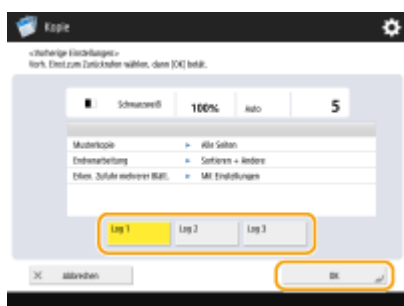 Kopie
<Vorherige Einstellungen>
Vorh. Einst.zum Zurückrufen wählen, dann [OK] betät.
Schwarzweiß 100% Auto 5
Musterkopie ► Alle Seiten
Endverarbeitung ► Sortieren + Andere
Erken. Zufuhr mehrerer Blätt. ► Mit Einstellungen
Log 1 Log 2 Log 3
Abbrechen OK